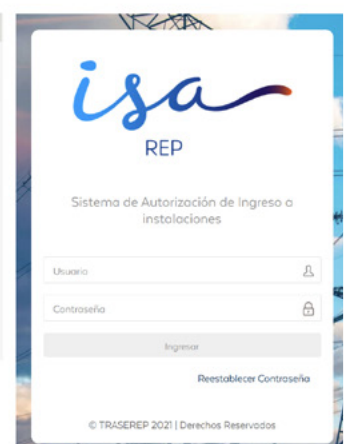 isa
REP
Sistema de Autorización de Ingreso a
instalaciones
Usuario
Contraseña
Ingresar
Reestablecer Contraseña
© TRASEREP 2021 | Derechos Reservados